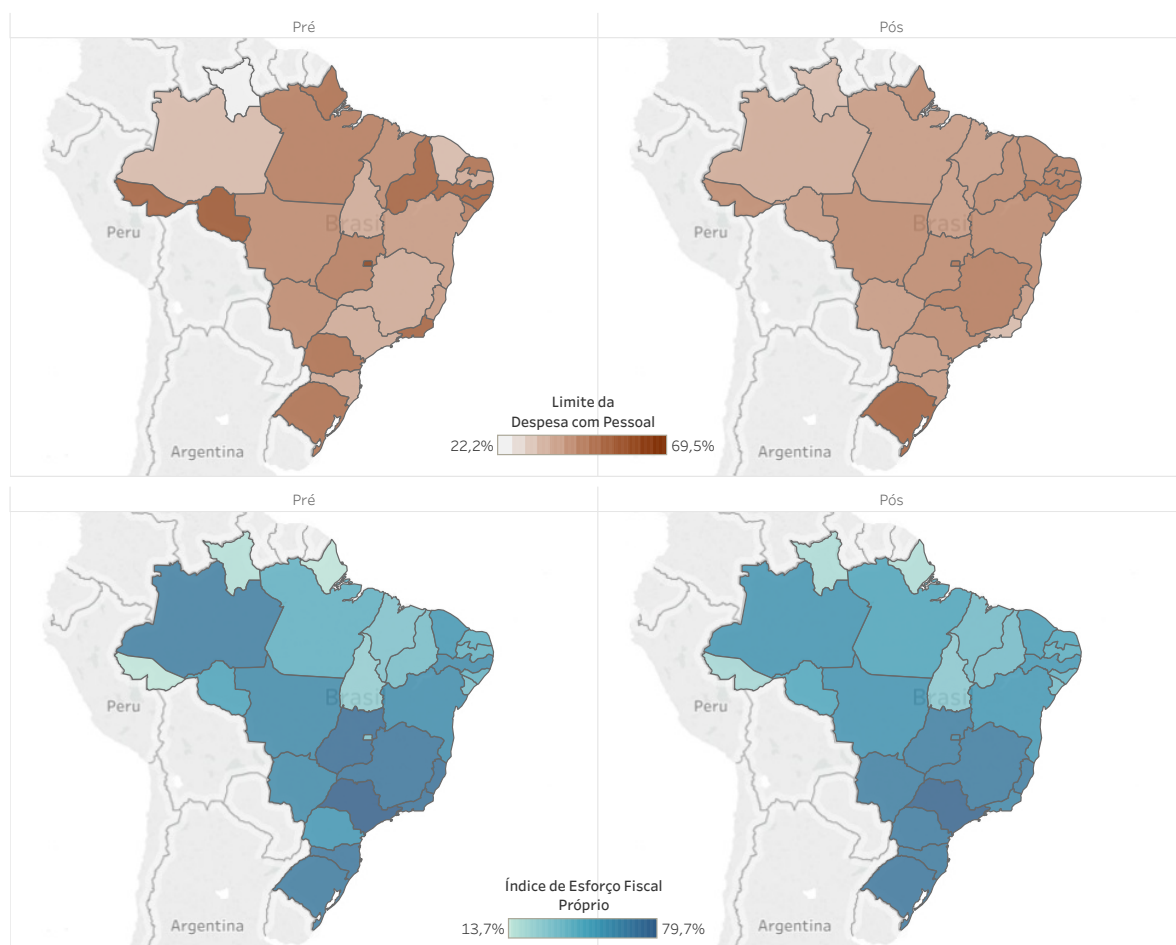 Pré
Pós
Brasil
Brasil
Peru
Peru
Limite da
Despesa com Pessoal
22,2%
69,5%
Argentina
Argentina
Pré
Pós
Brasil
Brasil
Peru
Peru
Índice de Esforço Fiscal
Próprio
13,7%
79,7%
Argentina
Argentina